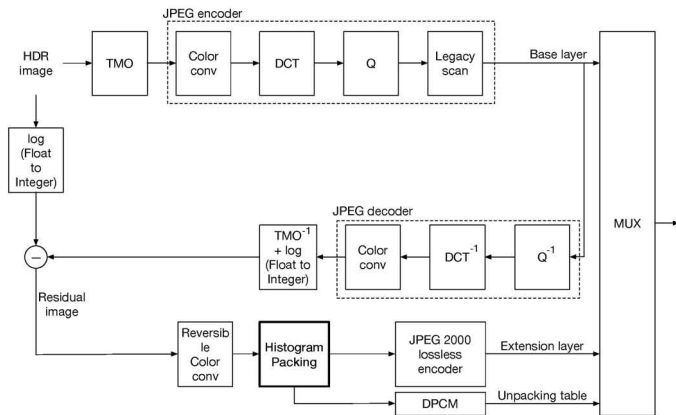 JPEG encoder
HDR
image
TMO
Color
conv
DCT
Q
Legacy
scan
Base layer
log
(Float
to
Integer)
MUX
JPEG decoder
TMO-1
+ log
(Float to
Integer)
Color
conv
DCT-1
Q-1
−
Residual
image
Reversib
le
Color
conv
Histogram
Packing
JPEG 2000
lossless
encoder
Extension layer
DPCM
Unpacking table